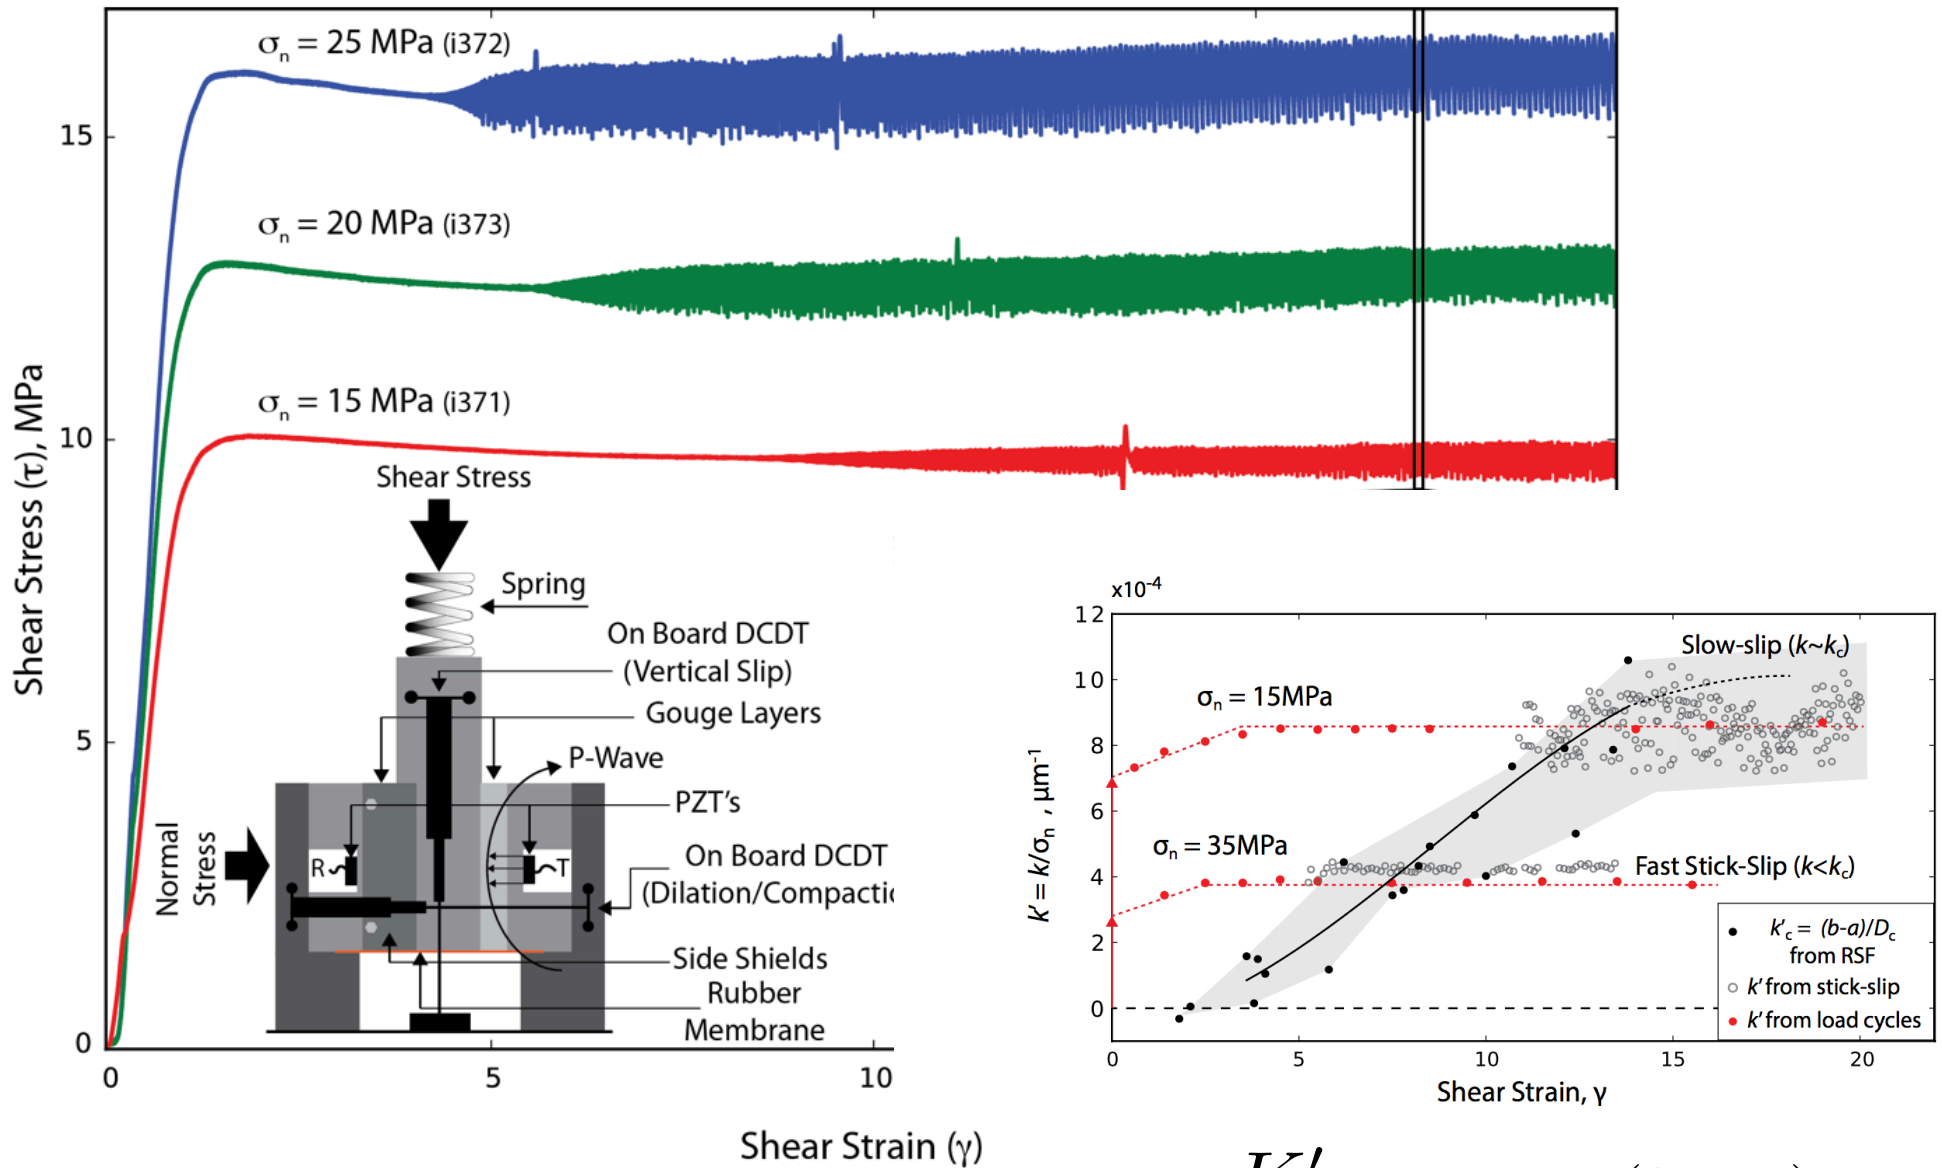 σn = 25 MPa (i372)
15
σn = 20 MPa (i373)
σn = 15 MPa (i371)
10
Shear Stress (τ), MPa
5
0
0
5
10
Shear Strain (γ)
Shear Stress
Spring
On Board DCDT
(Vertical Slip)
Gouge Layers
P-Wave
PZT's
Normal
Stress
R
T
On Board DCDT
(Dilation/Compactic
Side Shields
Rubber
Membrane
x10-4
12
10
8
6
4
2
0
k' = k/σn , μm-1
Slow-slip (k~kc)
σn = 15MPa
σn = 35MPa
Fast Stick-Slip (k<kc)
k'c = (b-a)/Dc
from RSF
k' from stick-slip
k' from load cycles
0
5
10
15
20
Shear Strain, γ
K'